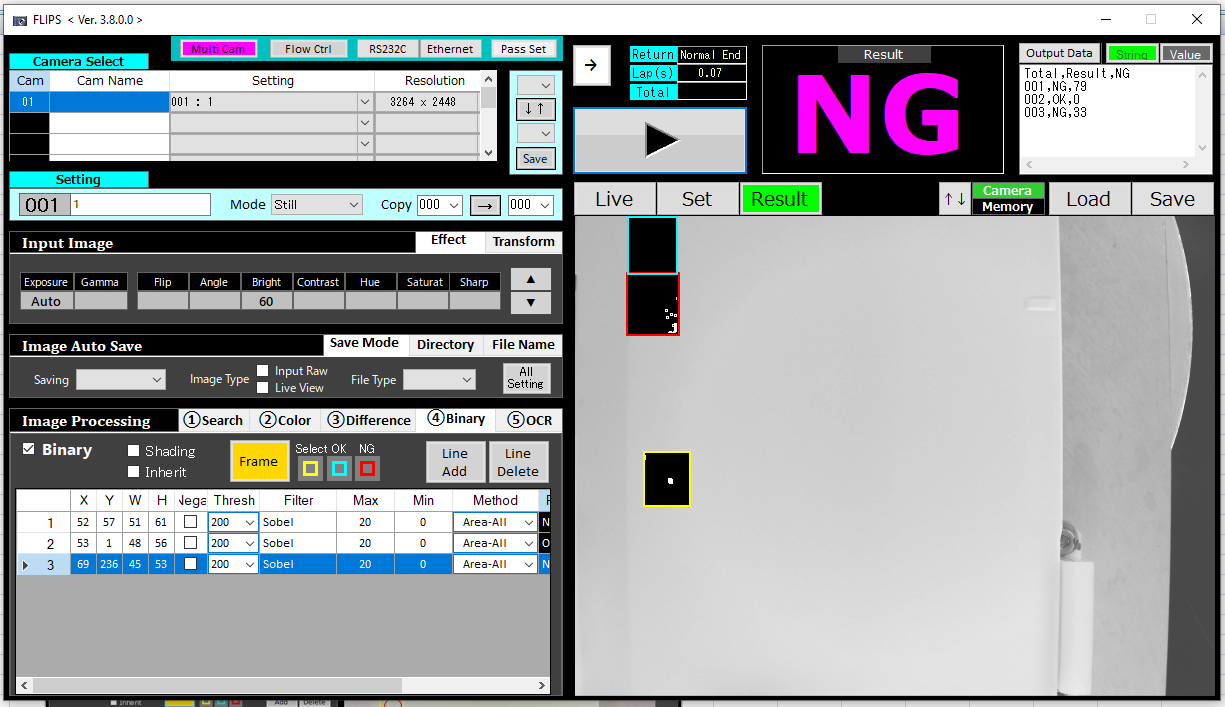 FLIPS < Ver. 3.8.0.0 >
Multi Cam Flow Ctrl RS232C Ethernet Pass Set
Camera Select
Cam Cam Name Setting Resolution
01 001 : 1 3264 x 2448
↓↑
Save
Setting
001 1 Mode Still Copy 000 → 000
Input Image Effect Transform
Exposure Gamma Flip Angle Bright Contrast Hue Saturat Sharp
Auto 60
▲
▼
Image Auto Save Save Mode Directory File Name
Saving Image Type Input Raw
Live View
File Type
All
Setting
Image Processing ①Search ②Color ③Difference ④Binary ⑤OCR
Binary Shading
Inherit
Frame
Select OK NG
Line
Add
Line
Delete
X Y W H Nega Thresh Filter Max Min Method
1 52 57 51 61 200 Sobel 20 0 Area-All N
2 53 1 48 56 200 Sobel 20 0 Area-All O
3 69 236 45 53 200 Sobel 20 0 Area-All N
→
Return Normal End
Lap(s) 0.07
Total
Result
NG
Output Data String Value
Total,Result,NG
001,NG,79
002,OK,0
003,NG,33
Live Set Result
↑↓
Camera
Memory
Load Save
Inherit
Add Delete